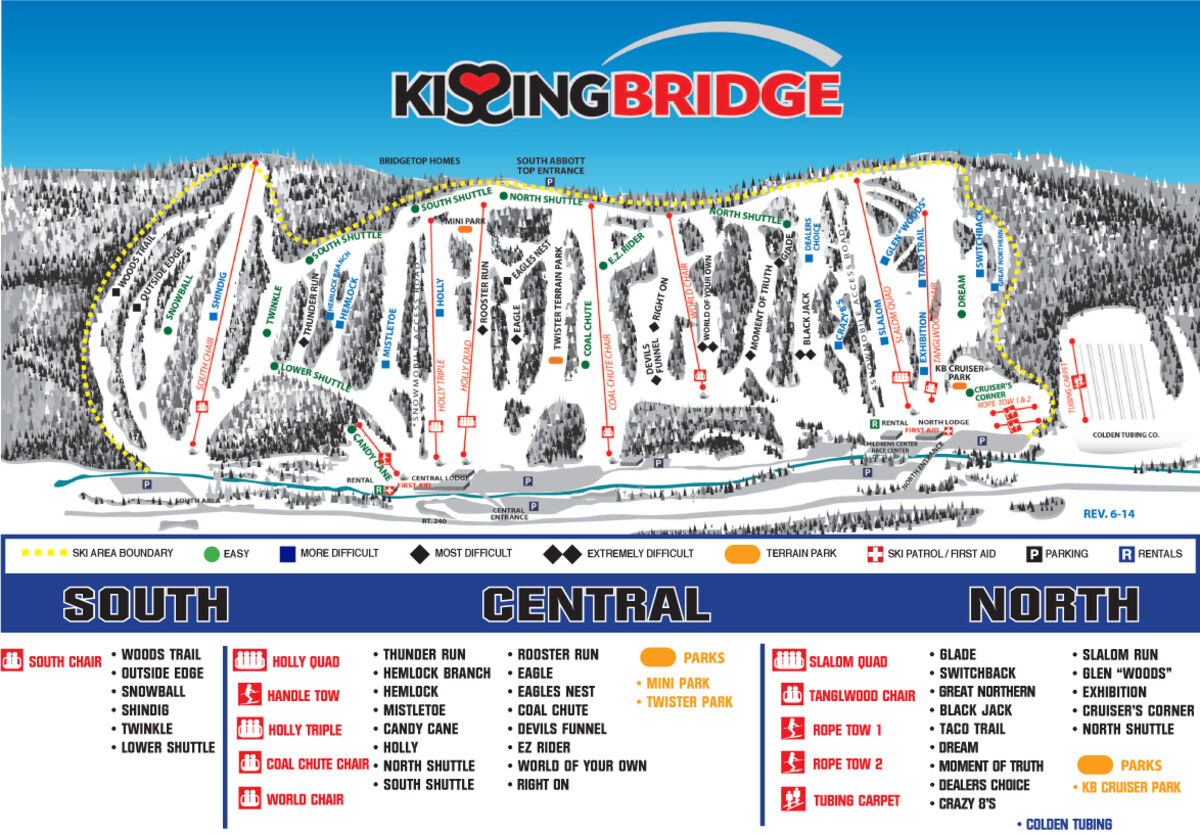 KISSINGBRIDGE
BRIDGETOP HOMES
SOUTH ABBOTT
TOP ENTRANCE
P
SOUTH SHUTTLE
NORTH SHUTTLE
MINI PARK
NORTH SHUTTLE
SOUTH SHUTTLE
WOODS TRAIL
OUTSIDE EDGE
SNOWBALL
SHINDIG
SOUTH CHAIR
TWINKLE
THUNDER RUN
HEMLOCK BRANCH
HEMLOCK
MISTLETOE
LOWER SHUTTLE
SNOWMOBILE ACCESS ROAD
HOLLY
HOLLY TRIPLE
HOLLY QUAD
ROOSTER RUN
EAGLES NEST
EAGLE
TWISTER TERRAIN PARK
COAL CHUTE
COAL CHUTE CHAIR
E.Z. RIDER
RIGHT ON
DEVILS
FUNNEL
WORLD CHAIR
WORLD OF YOUR OWN
MOMENT OF TRUTH
GLADE
DEALERS
CHOICE
BLACK JACK
CRAZY 8'S
SNOWMOBILE ACCESS ROAD
SLALOM
SLALOM QUAD
GLEN "WOODS"
TACO TRAIL
EXHIBITION
TANGLWOOD CHAIR
DREAM
SWITCHBACK
GREAT NORTHERN
KB CRUISER
PARK
CRUISER'S
CORNER
ROPE TOW 1 & 2
TUBING CARPET
COLDEN TUBING CO.
CANDY CANE
RENTAL
R
FIRST AID
CENTRAL LODGE
P
SOUTH AREA
RT. 240
CENTRAL
ENTRANCE
P
P
P
R RENTAL
NORTH LODGE
FIRST AID
CHILDRENS CENTER
RACE CENTER
P
P
NORTH ENTRANCE
REV. 6-14
SKI AREA BOUNDARY
EASY
MORE DIFFICULT
MOST DIFFICULT
EXTREMELY DIFFICULT
TERRAIN PARK
SKI PATROL / FIRST AID
P PARKING
R RENTALS
SOUTH
CENTRAL
NORTH
SOUTH CHAIR
• WOODS TRAIL
• OUTSIDE EDGE
• SNOWBALL
• SHINDIG
• TWINKLE
• LOWER SHUTTLE
HOLLY QUAD
HANDLE TOW
HOLLY TRIPLE
COAL CHUTE CHAIR
WORLD CHAIR
• THUNDER RUN
• HEMLOCK BRANCH
• HEMLOCK
• MISTLETOE
• CANDY CANE
• HOLLY
• NORTH SHUTTLE
• SOUTH SHUTTLE
• ROOSTER RUN
• EAGLE
• EAGLES NEST
• COAL CHUTE
• DEVILS FUNNEL
• EZ RIDER
• WORLD OF YOUR OWN
• RIGHT ON
PARKS
• MINI PARK
• TWISTER PARK
SLALOM QUAD
TANGLWOOD CHAIR
ROPE TOW 1
ROPE TOW 2
TUBING CARPET
• GLADE
• SWITCHBACK
• GREAT NORTHERN
• BLACK JACK
• TACO TRAIL
• DREAM
• MOMENT OF TRUTH
• DEALERS CHOICE
• CRAZY 8'S
• SLALOM RUN
• GLEN "WOODS"
• EXHIBITION
• CRUISER'S CORNER
• NORTH SHUTTLE
PARKS
• KB CRUISER PARK
• COLDEN TUBING